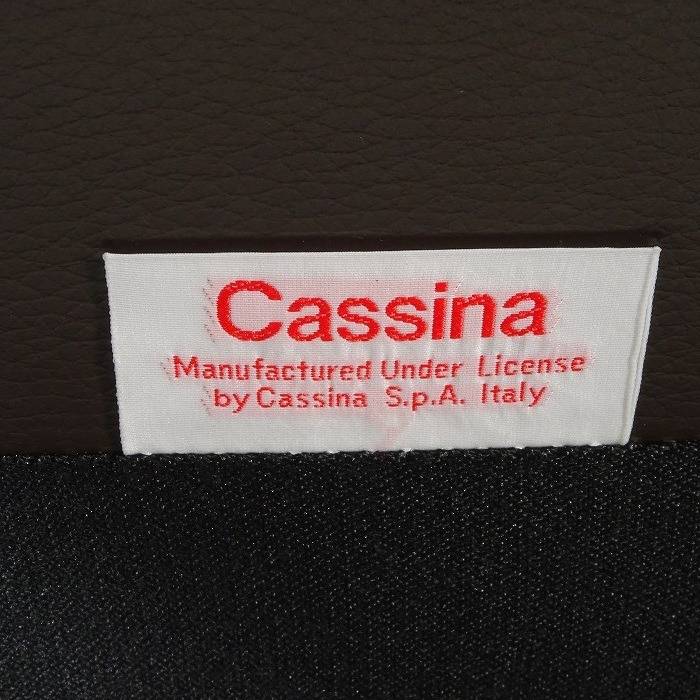 Cassina
Manufactured Under License
by Cassina S.p.A. Italy